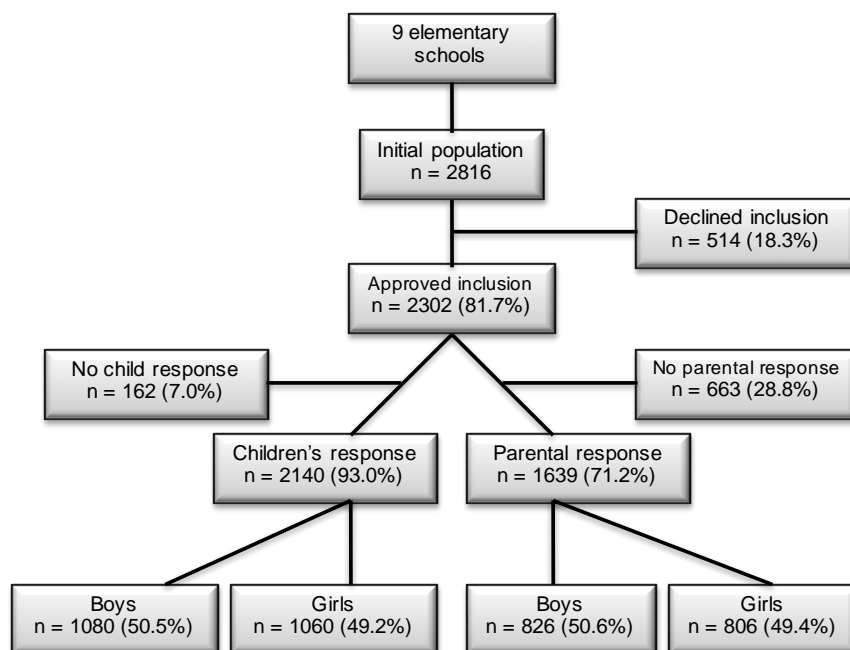 9 elementary
schools
Initial population
n = 2816
Declined inclusion
n = 514 (18.3%)
Approved inclusion
n = 2302 (81.7%)
No child response
n = 162 (7.0%)
No parental response
n = 663 (28.8%)
Children's response
n = 2140 (93.0%)
Parental response
n = 1639 (71.2%)
Boys
n = 1080 (50.5%)
Girls
n = 1060 (49.2%)
Boys
n = 826 (50.6%)
Girls
n = 806 (49.4%)